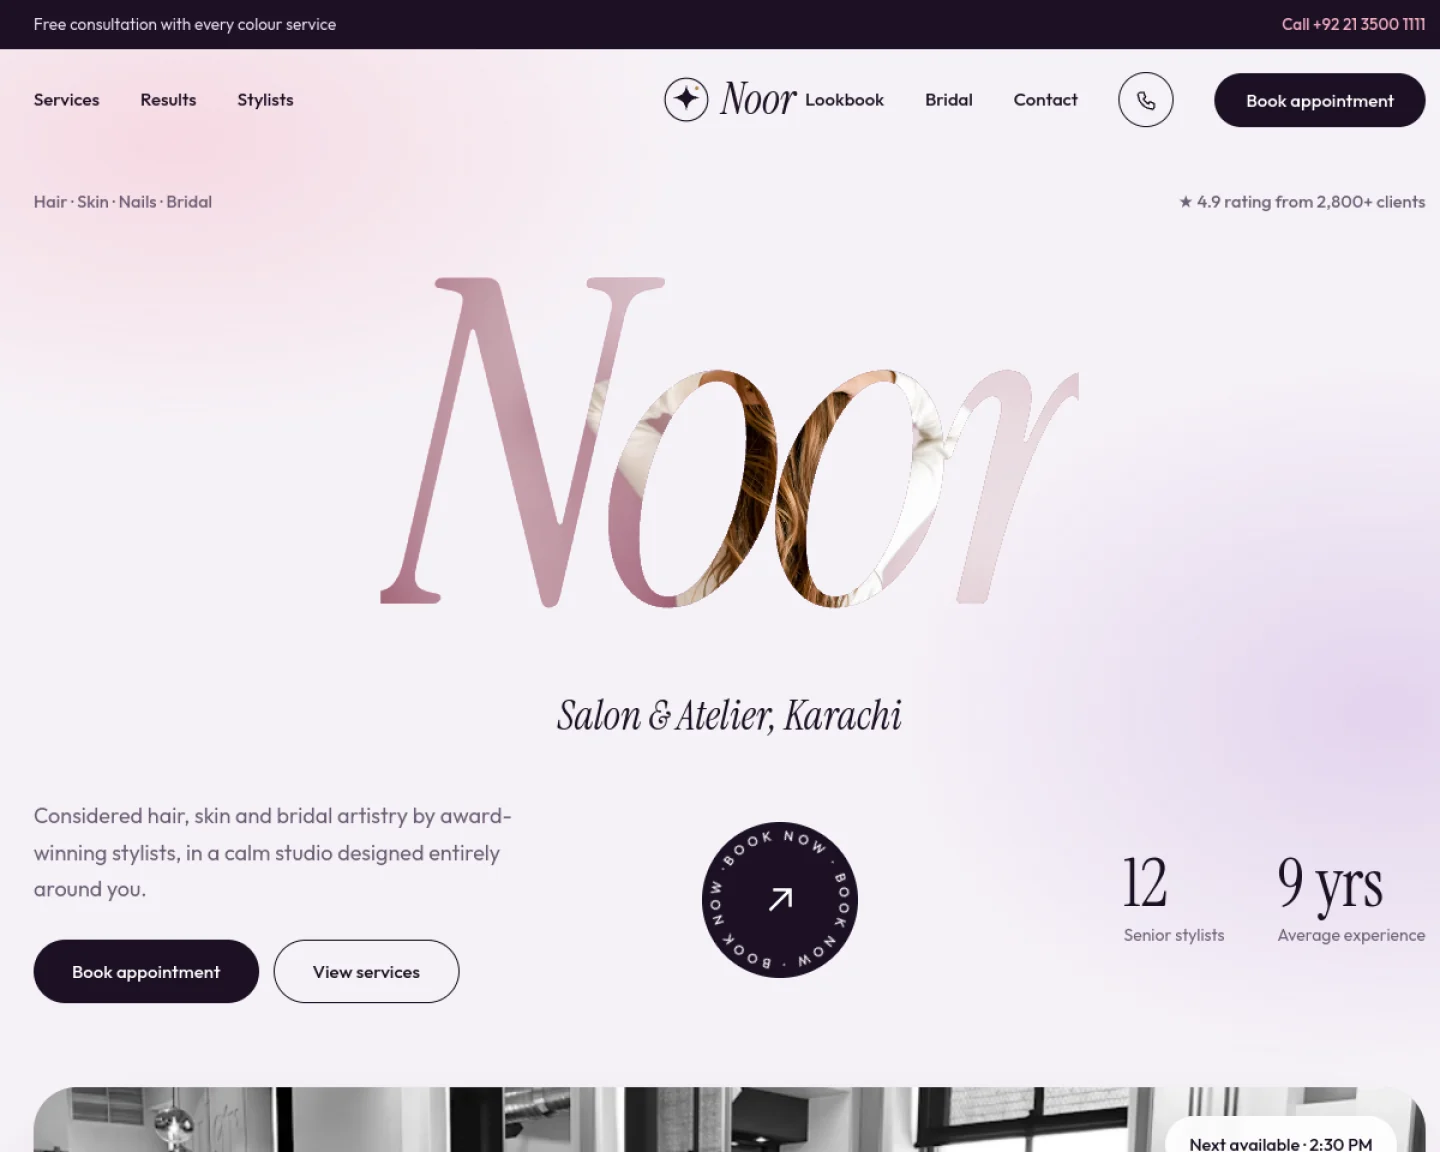 Free consultation with every colour service
Call +92 21 3500 1111
Services
Results
Stylists
Noor
Lookbook
Bridal
Contact
Book appointment
Hair · Skin · Nails · Bridal
★ 4.9 rating from 2,800+ clients
Noor
Salon & Atelier, Karachi
Considered hair, skin and bridal artistry by award-
winning stylists, in a calm studio designed entirely
around you.
BOOK NOW · BOOK NOW · BOOK NOW · BOOK NOW ·
12
Senior stylists
9 yrs
Average experience
Book appointment
View services
Next available · 2:30 PM